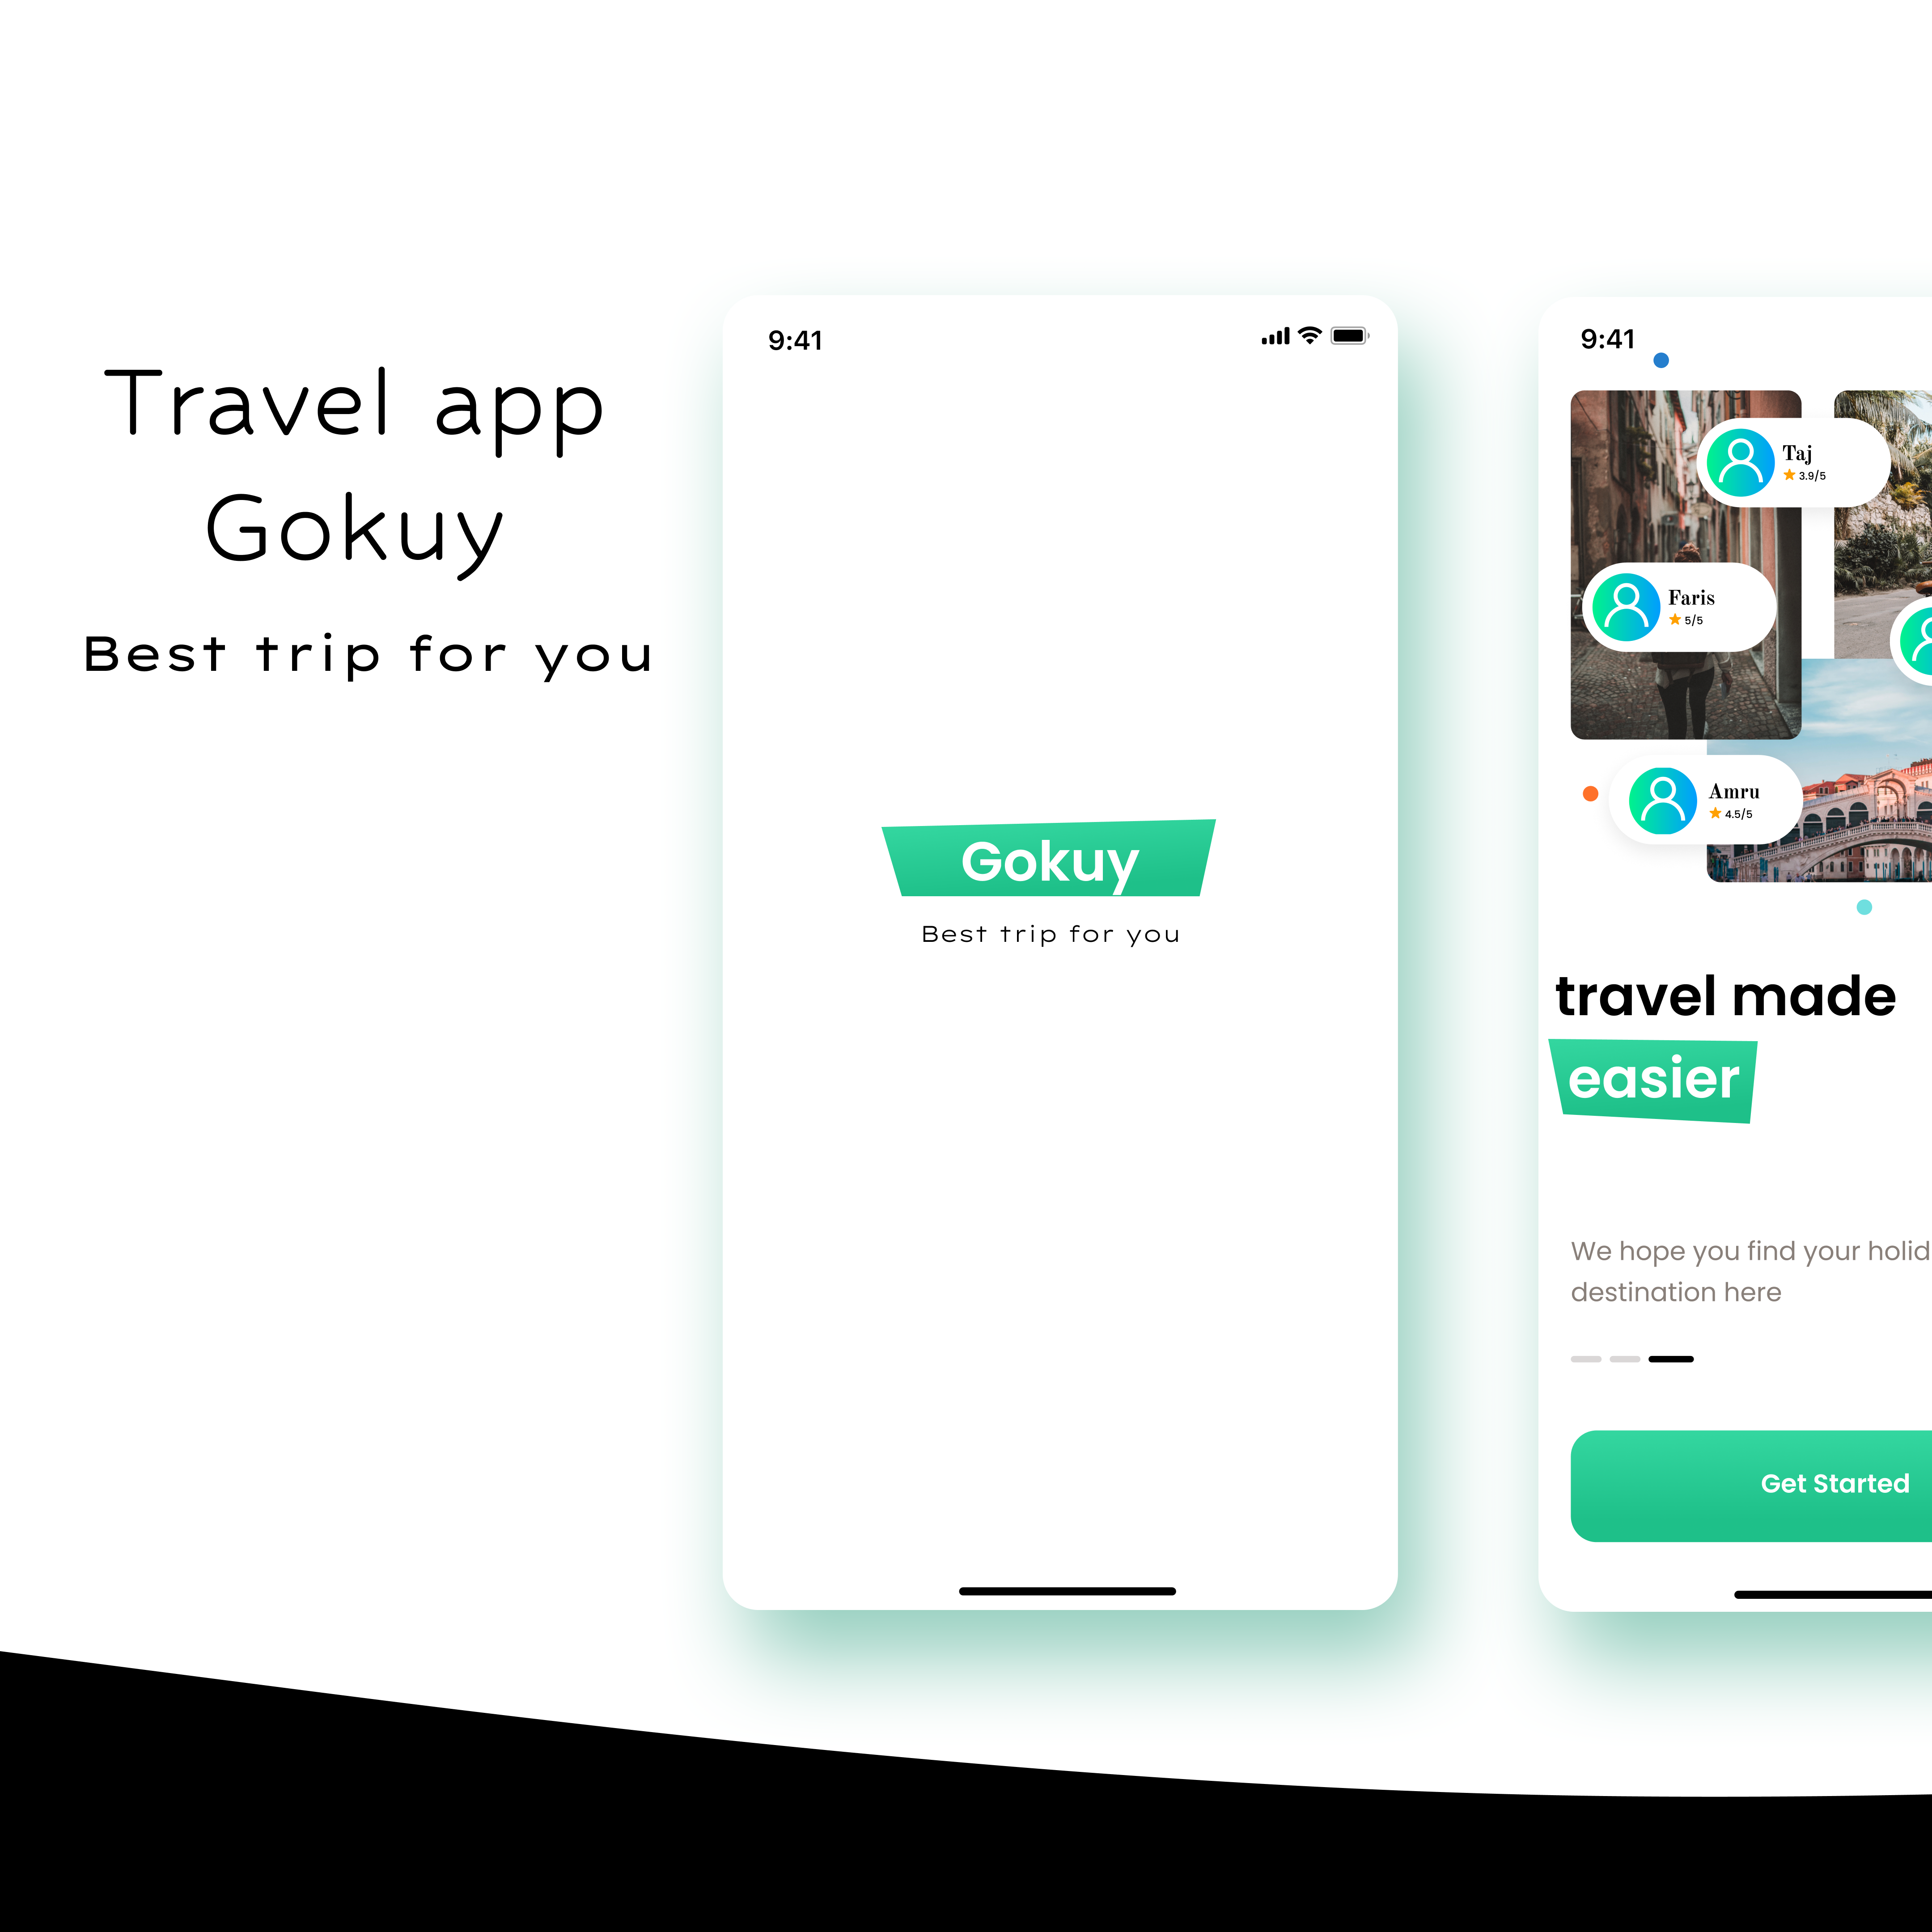 Travel app
Gokuy
Best trip for you
9:41
Gokuy
Best trip for you
9:41
Taj
3.9/5
Faris
5/5
Amru
4.5/5
travel made
easier
We hope you find your holid
destination here
Get Started